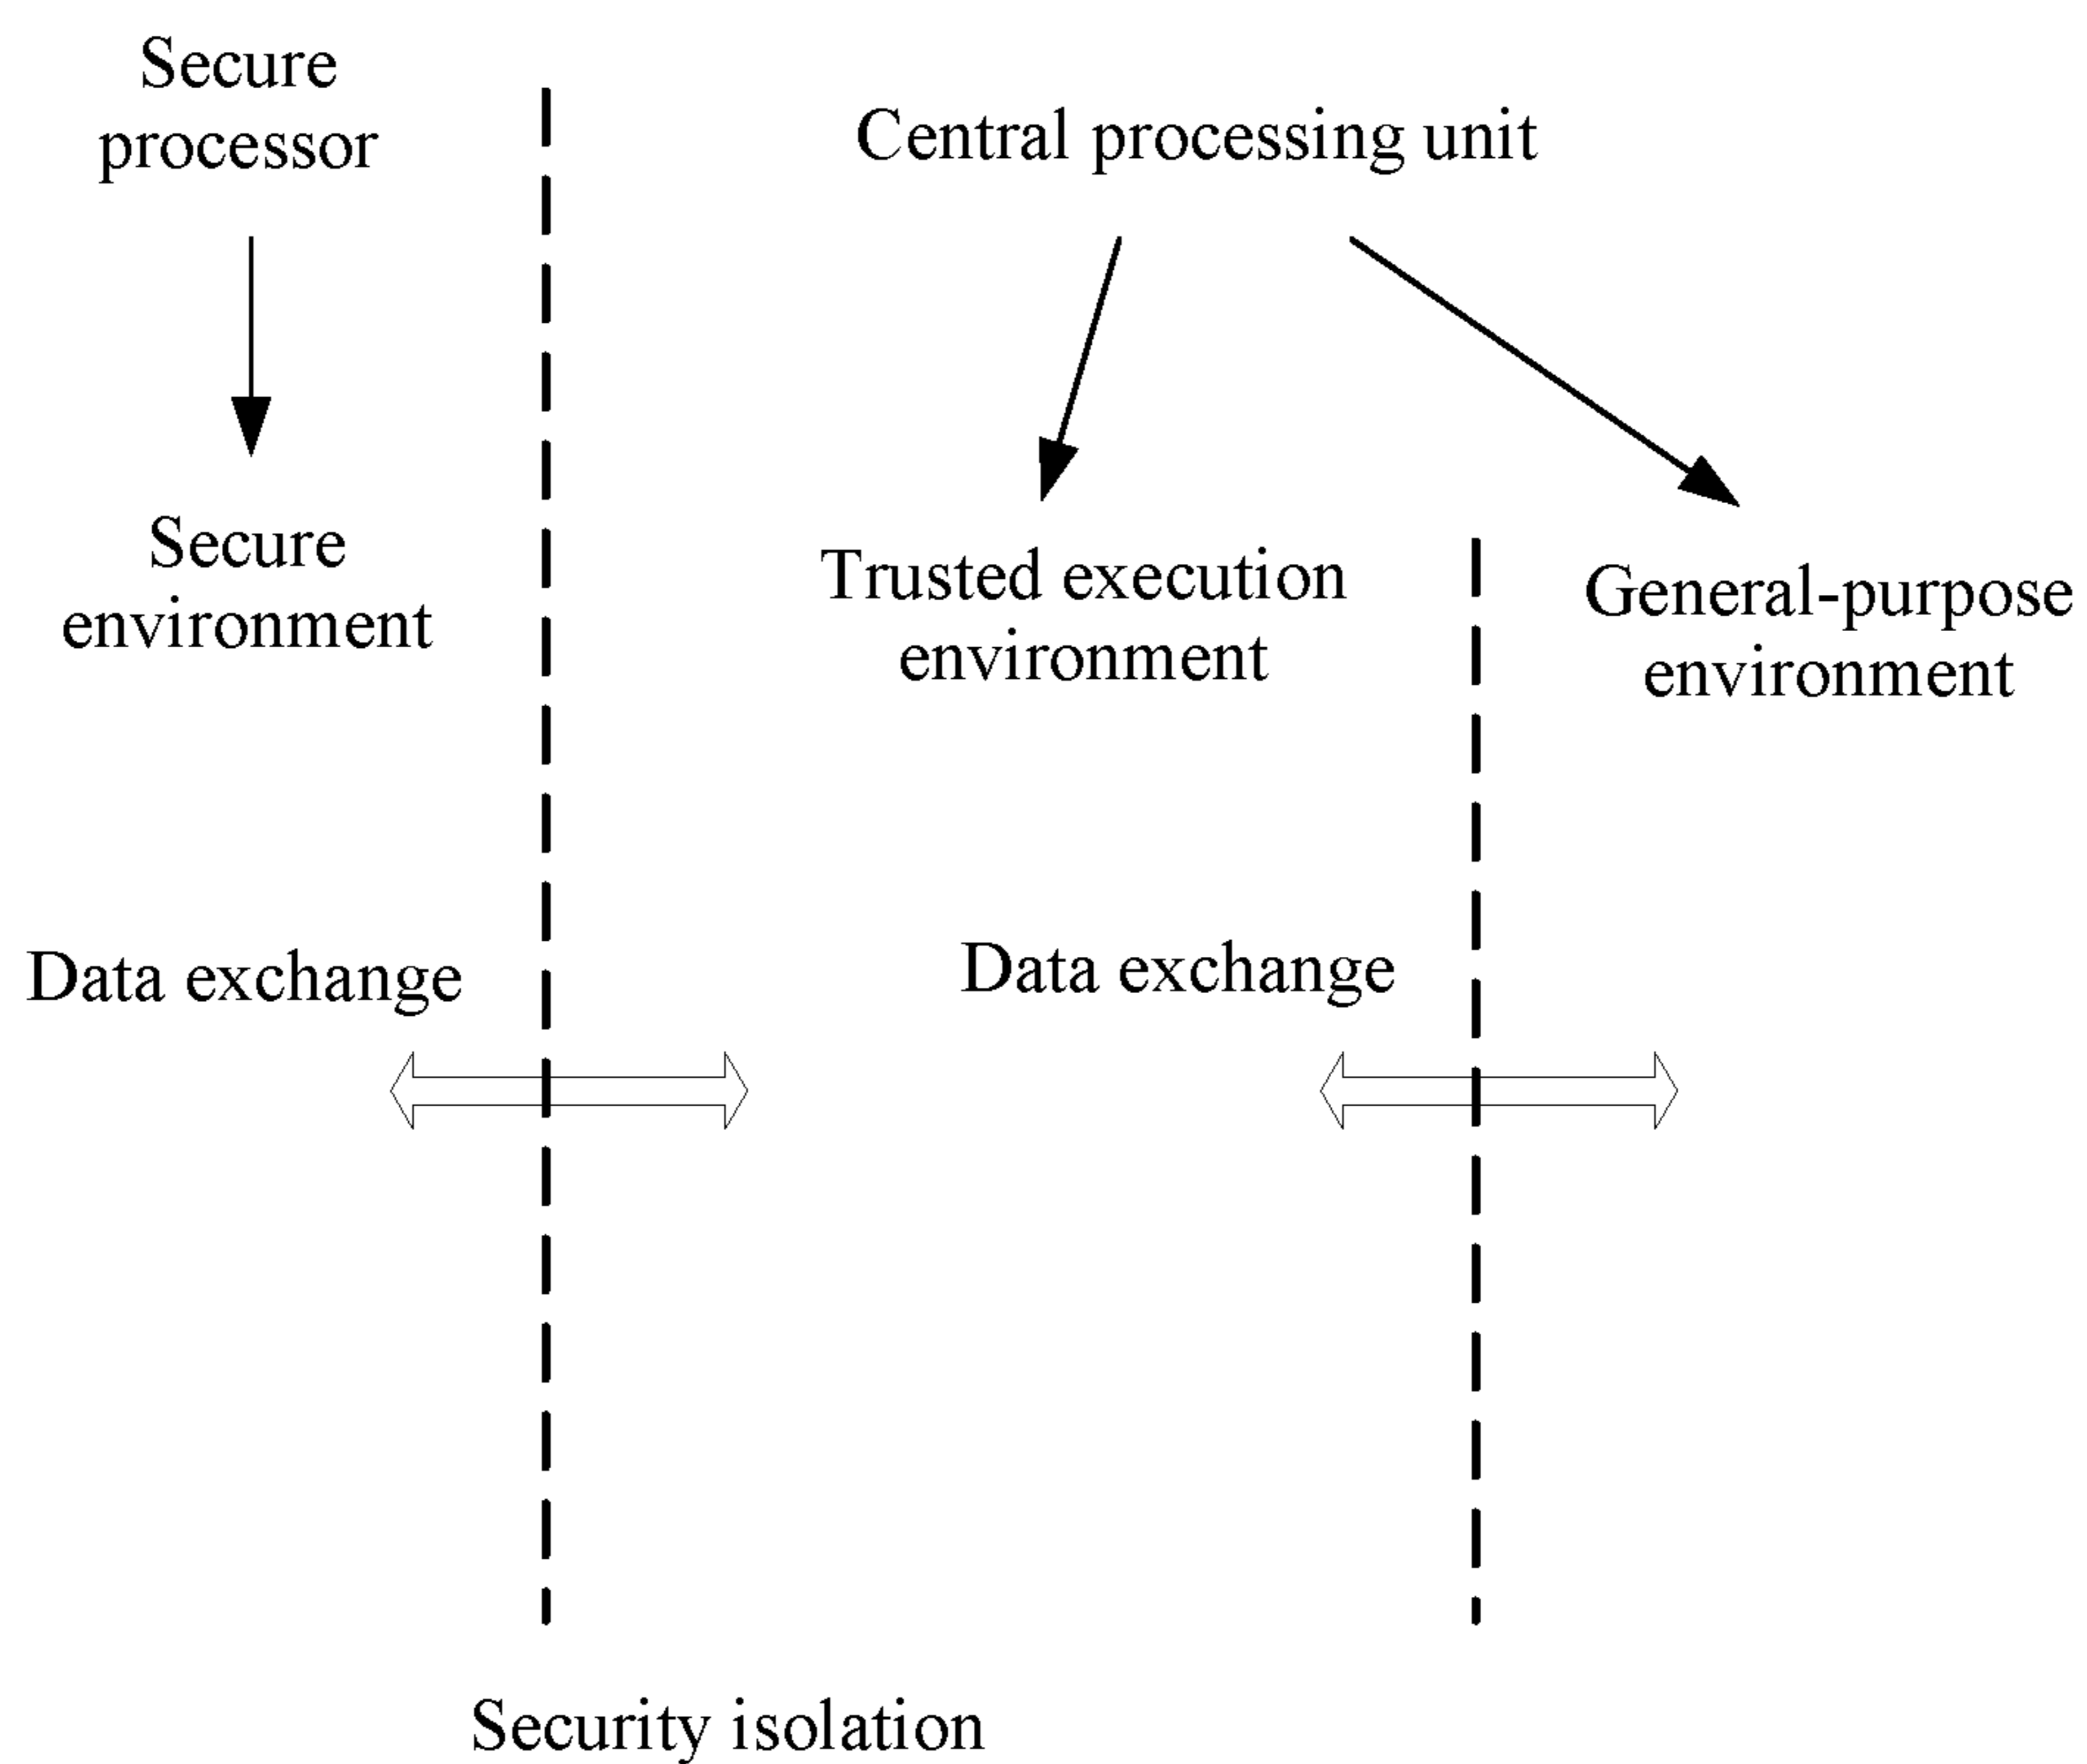 Secure
processor
Central processing unit
Secure
environment
Trusted execution
environment
General-purpose
environment
Data exchange
Data exchange
Security isolation